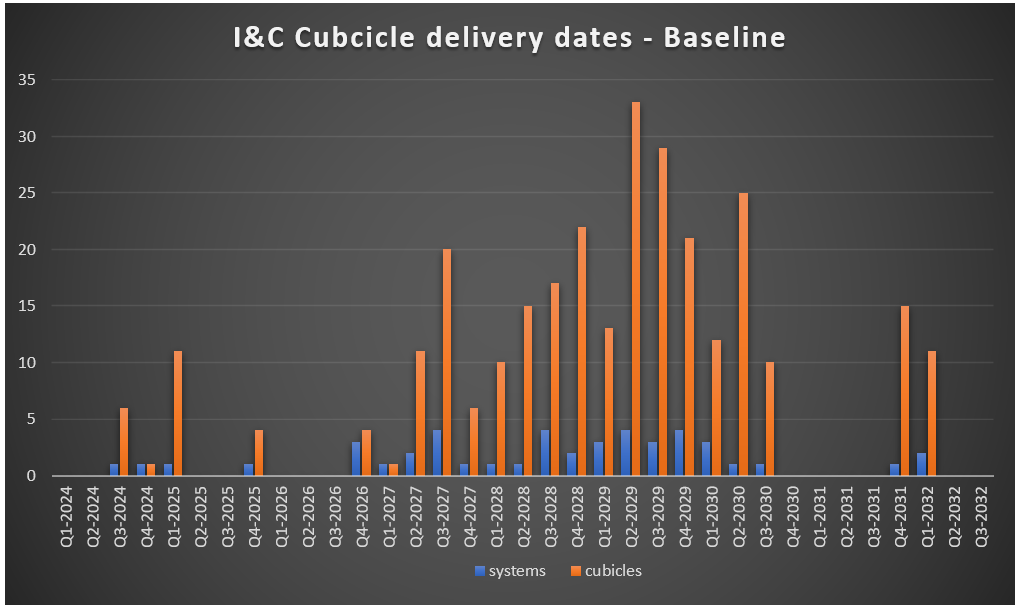 I&C Cubcicle delivery dates - Baseline
35
30
25
20
15
10
5
0
Q1-2024
Q2-2024
Q3-2024
Q4-2024
Q1-2025
Q2-2025
Q3-2025
Q4-2025
Q1-2026
Q2-2026
Q3-2026
Q4-2026
Q1-2027
Q2-2027
Q3-2027
Q4-2027
Q1-2028
Q2-2028
Q3-2028
Q4-2028
Q1-2029
Q2-2029
Q3-2029
Q4-2029
Q1-2030
Q2-2030
Q3-2030
Q4-2030
Q1-2031
Q2-2031
Q3-2031
Q4-2031
Q1-2032
Q2-2032
Q3-2032
systems cubicles